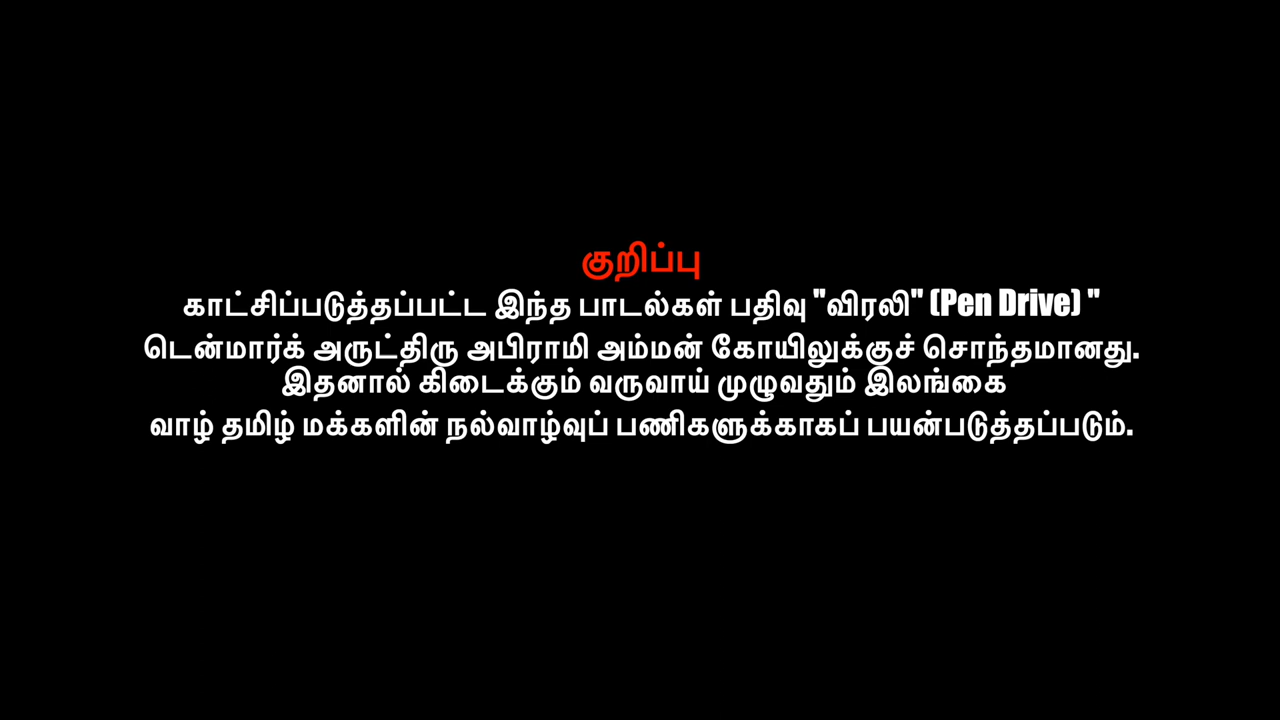 குறிப்பு
காட்சிப்படுத்தப்பட்ட இந்த பாடல்கள் பதிவு "விரலி" (Pen Drive) "
டென்மார்க் அருட்திரு அபிராமி அம்மன் கோயிலுக்குச் சொந்தமானது.
இதனால் கிடைக்கும் வருவாய் முழுவதும் இலங்கை
வாழ் தமிழ் மக்களின் நல்வாழ்வுப் பணிகளுக்காகப் பயன்படுத்தப்படும்.